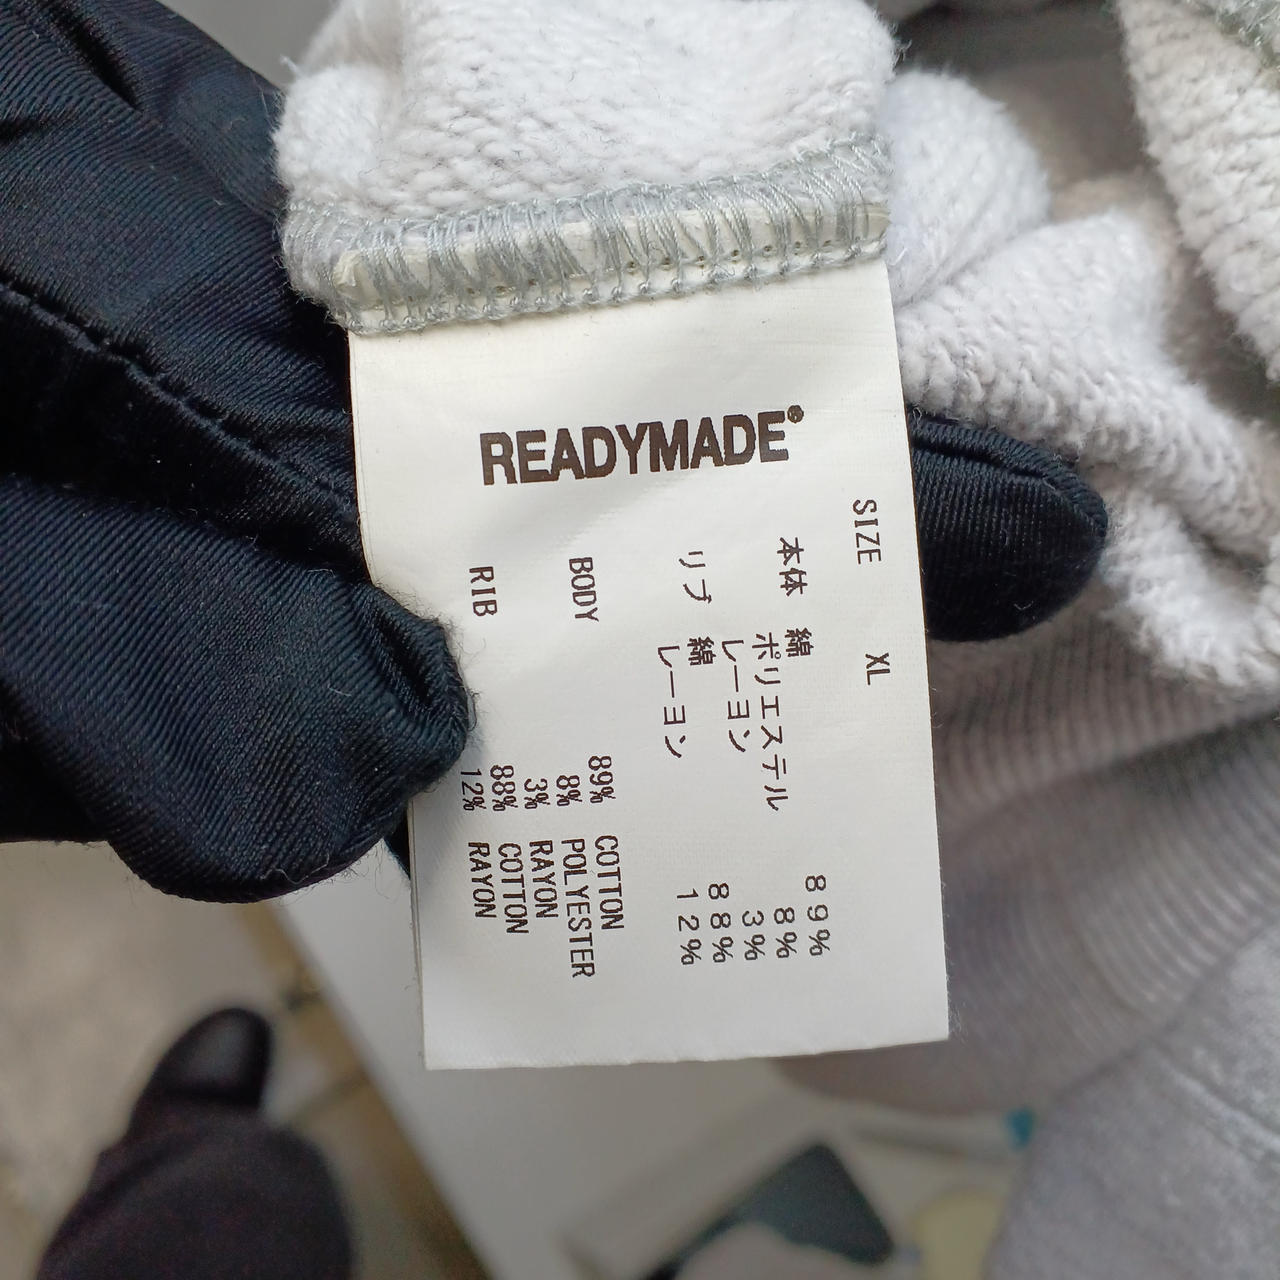 READYMADE®
SIZE XL
本体 綿 89%
ポリエステル 8%
レーヨン 3%
リブ 綿 88%
レーヨン 12%
BODY 89% COTTON
8% POLYESTER
3% RAYON
RIB 88% COTTON
12% RAYON